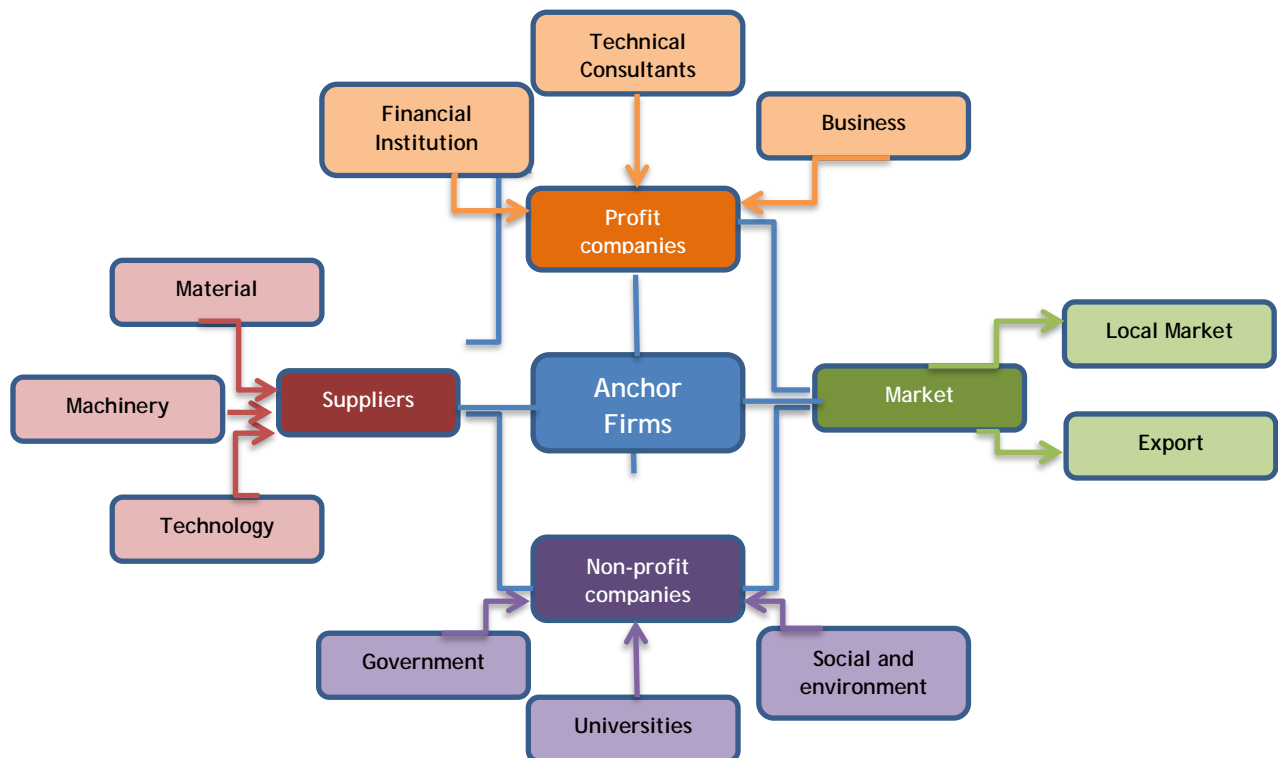 Technical
Consultants
Financial
Institution
Business
Profit
companies
Material
Local Market
Machinery
Suppliers
Anchor
Firms
Market
Export
Technology
Non-profit
companies
Government
Social and
environment
Universities